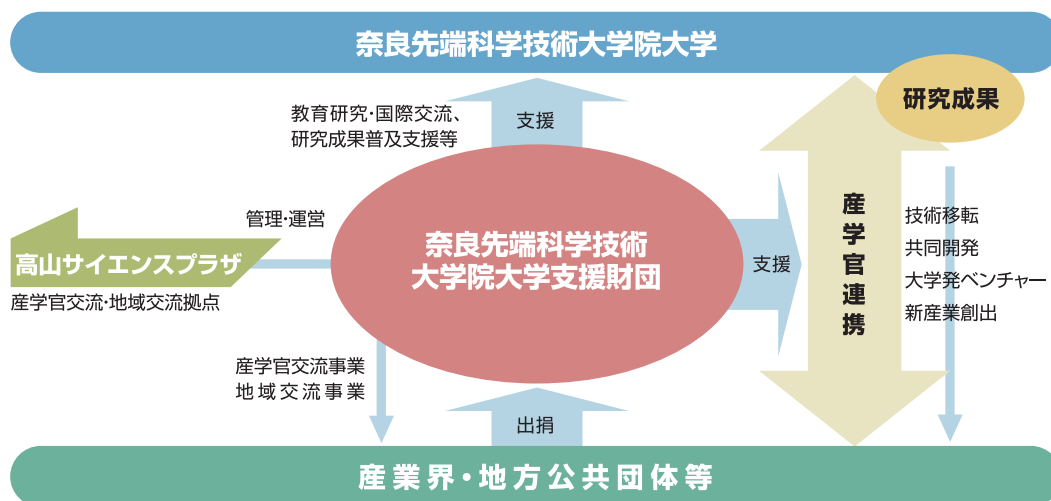 奈良先端科学技術大学院大学
研究成果
教育研究・国際交流、
研究成果普及支援等
支援
管理・運営
高山サイエンスプラザ
産学官交流・地域交流拠点
奈良先端科学技術
大学院大学支援財団
支援
産学官連携
技術移転
共同開発
大学発ベンチャー
新産業創出
産学官交流事業
地域交流事業
出捐
産業界・地方公共団体等